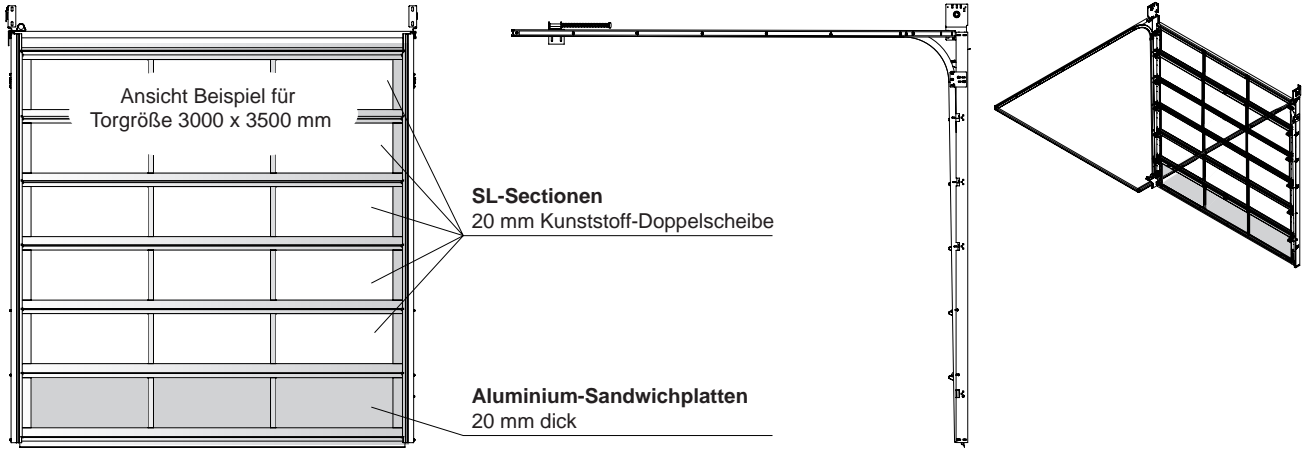 Ansicht Beispiel für
Torgröße 3000 x 3500 mm
SL-Sectionen
20 mm Kunststoff-Doppelscheibe
Aluminium-Sandwichplatten
20 mm dick